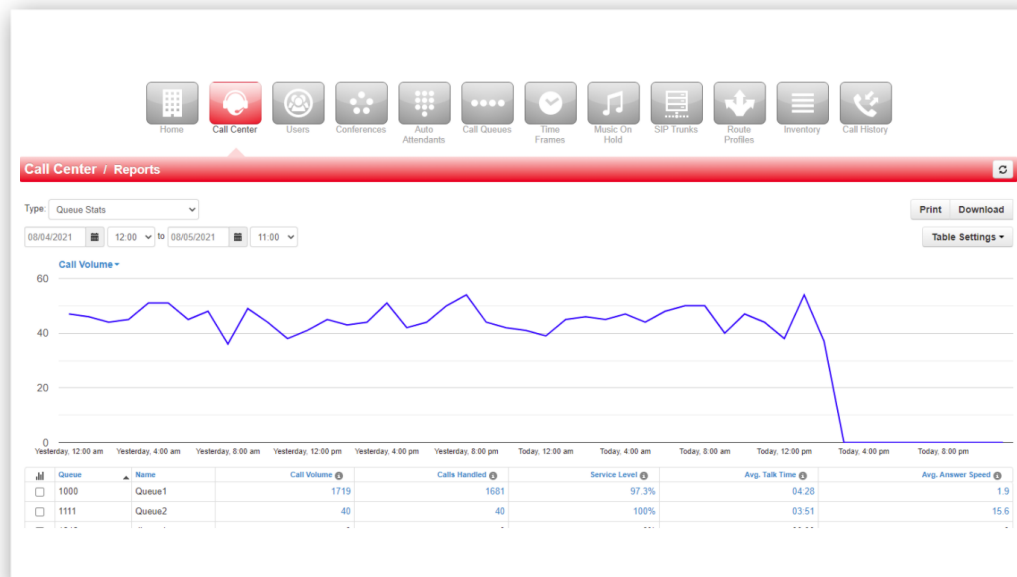 Home Call Center Users Conferences Auto Attendants Call Queues Time Frames Music On Hold SIP Trunks Route Profiles Inventory Call History
Call Center / Reports
Type: Queue Stats Print Download
08/04/2021 12:00 to 08/05/2021 11:00 Table Settings
Call Volume
60
40
20
0
Yesterday, 12:00 am Yesterday, 4:00 am Yesterday, 8:00 am Yesterday, 12:00 pm Yesterday, 4:00 pm Yesterday, 8:00 pm Today, 12:00 am Today, 4:00 am Today, 8:00 am Today, 12:00 pm Today, 4:00 pm Today, 8:00 pm
Queue Name Call Volume Calls Handled Service Level Avg. Talk Time Avg. Answer Speed
1000 Queue1 1719 1681 97.3% 04:28 1.9
1111 Queue2 40 40 100% 03:51 15.6